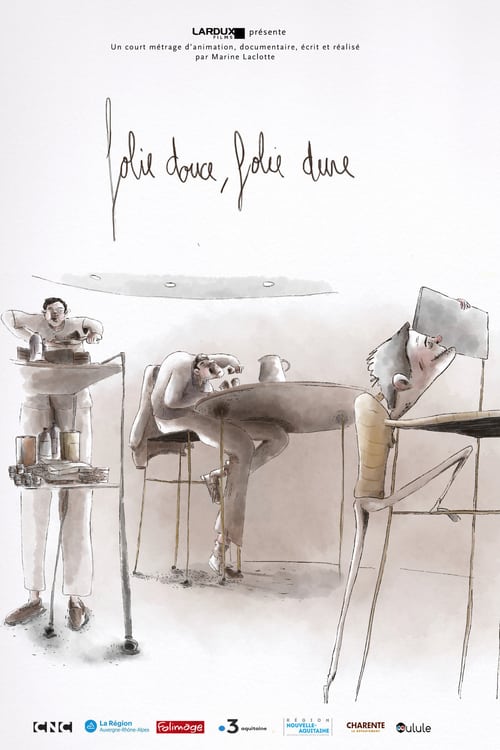 LARDUX FILMS présente
Un court métrage d'animation, documentaire, écrit et réalisé
par Marine Laclotte
folie douce, folie dure
CNC
La Région
Auvergne-Rhône-Alpes
Folimage
3 aquitaine
RÉGION
NOUVELLE-
AQUITAINE
CHARENTE
LE DÉPARTEMENT
ulule